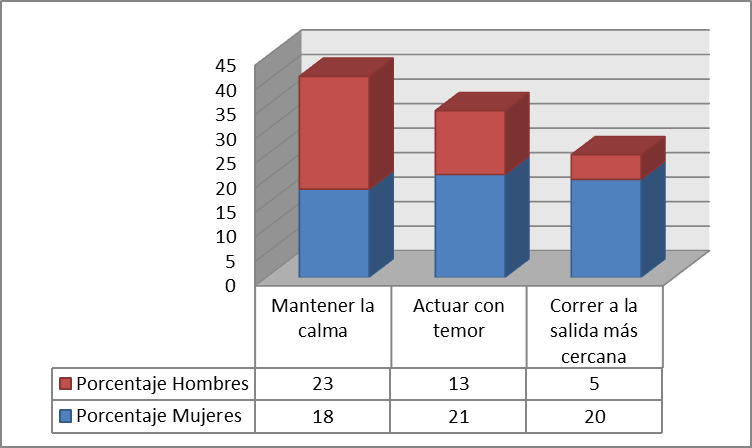 45
40
35
30
25
20
15
10
5
0
Mantener la
calma
Actuar con
temor
Correr a la
salida más
cercana
Porcentaje Hombres 23 13 5
Porcentaje Mujeres 18 21 20